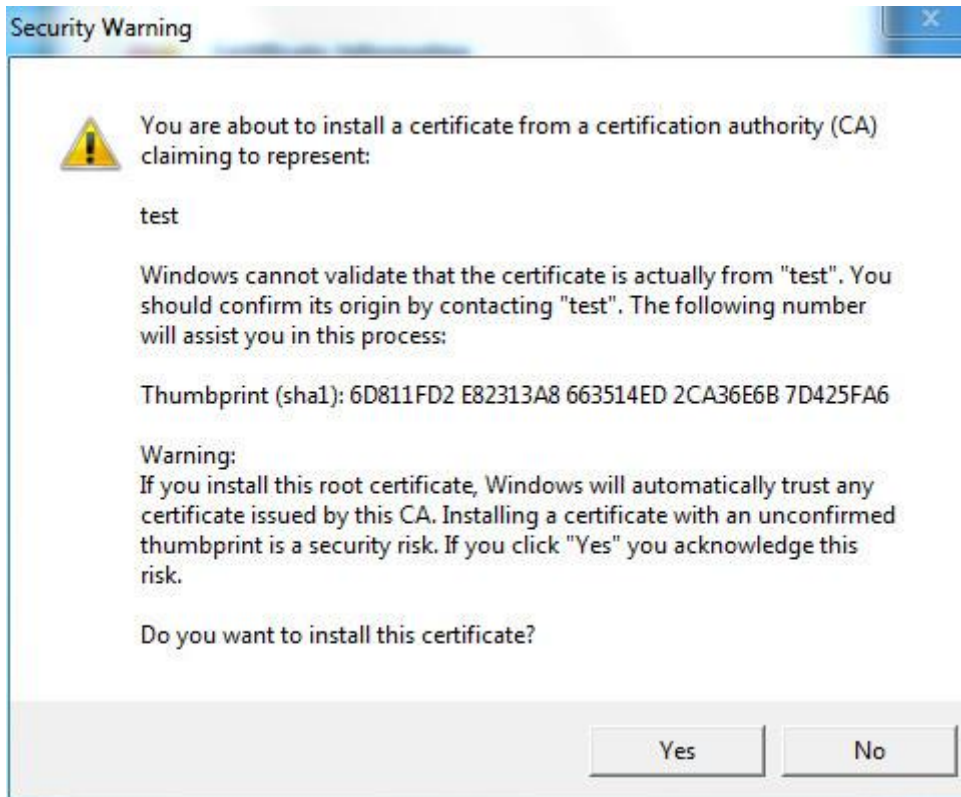 Security Warning
You are about to install a certificate from a certification authority (CA)
claiming to represent:
test
Windows cannot validate that the certificate is actually from "test". You
should confirm its origin by contacting "test". The following number
will assist you in this process:
Thumbprint (sha1): 6D811FD2 E82313A8 663514ED 2CA36E6B 7D425FA6
Warning:
If you install this root certificate, Windows will automatically trust any
certificate issued by this CA. Installing a certificate with an unconfirmed
thumbprint is a security risk. If you click "Yes" you acknowledge this
risk.
Do you want to install this certificate?
Yes
No